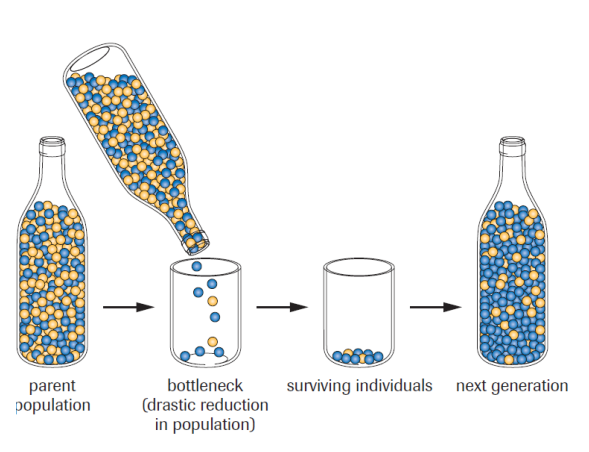 parent
population
bottleneck
(drastic reduction
in population)
surviving individuals
next generation